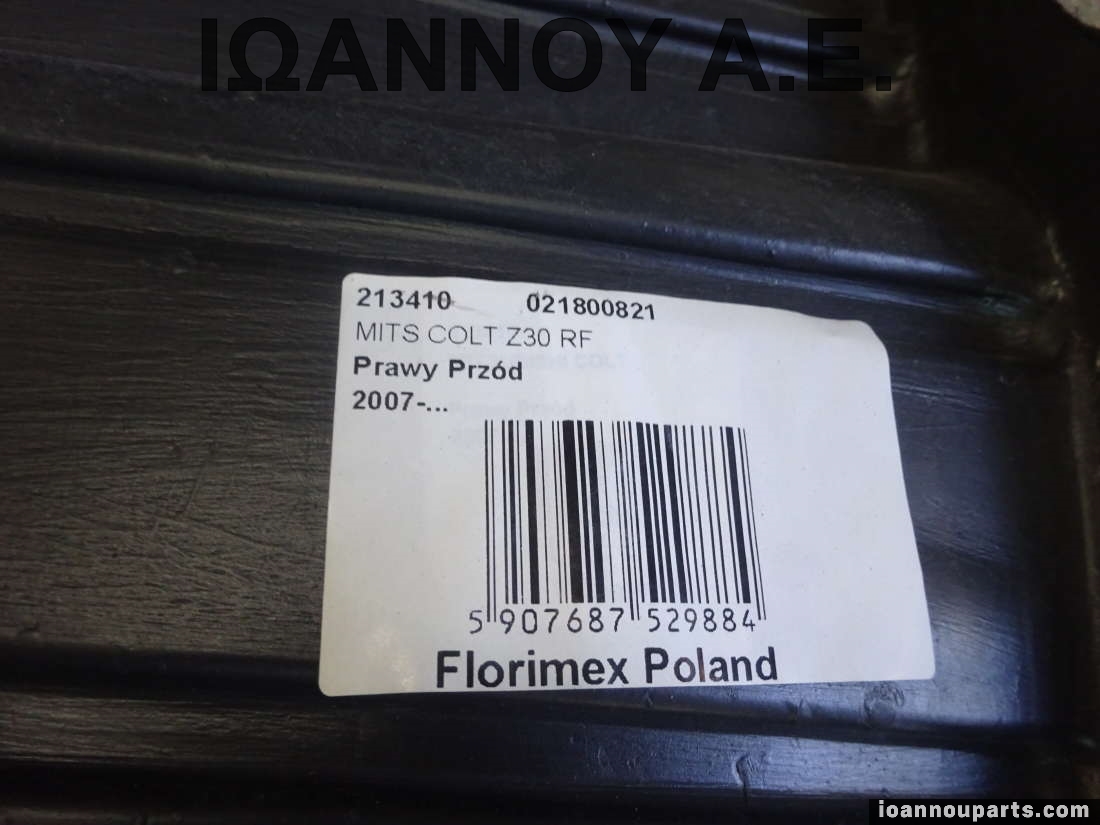 ΙΩΑΝΝΟΥ Α.Ε.
213410 021800821
MITS COLT Z30 RF
Prawy Przód
2007-...
5 907687 529884
Florimex Poland
ioannouparts.com